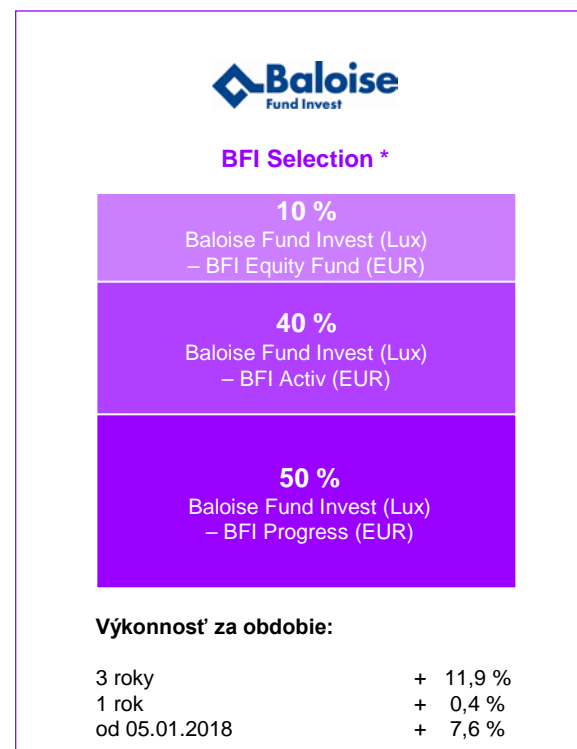 Baloise
Fund Invest
BFI Selection *
10 %
Baloise Fund Invest (Lux)
– BFI Equity Fund (EUR)
40 %
Baloise Fund Invest (Lux)
– BFI Activ (EUR)
50 %
Baloise Fund Invest (Lux)
– BFI Progress (EUR)
Výkonnosť za obdobie:
3 roky + 11,9 %
1 rok + 0,4 %
od 05.01.2018 + 7,6 %